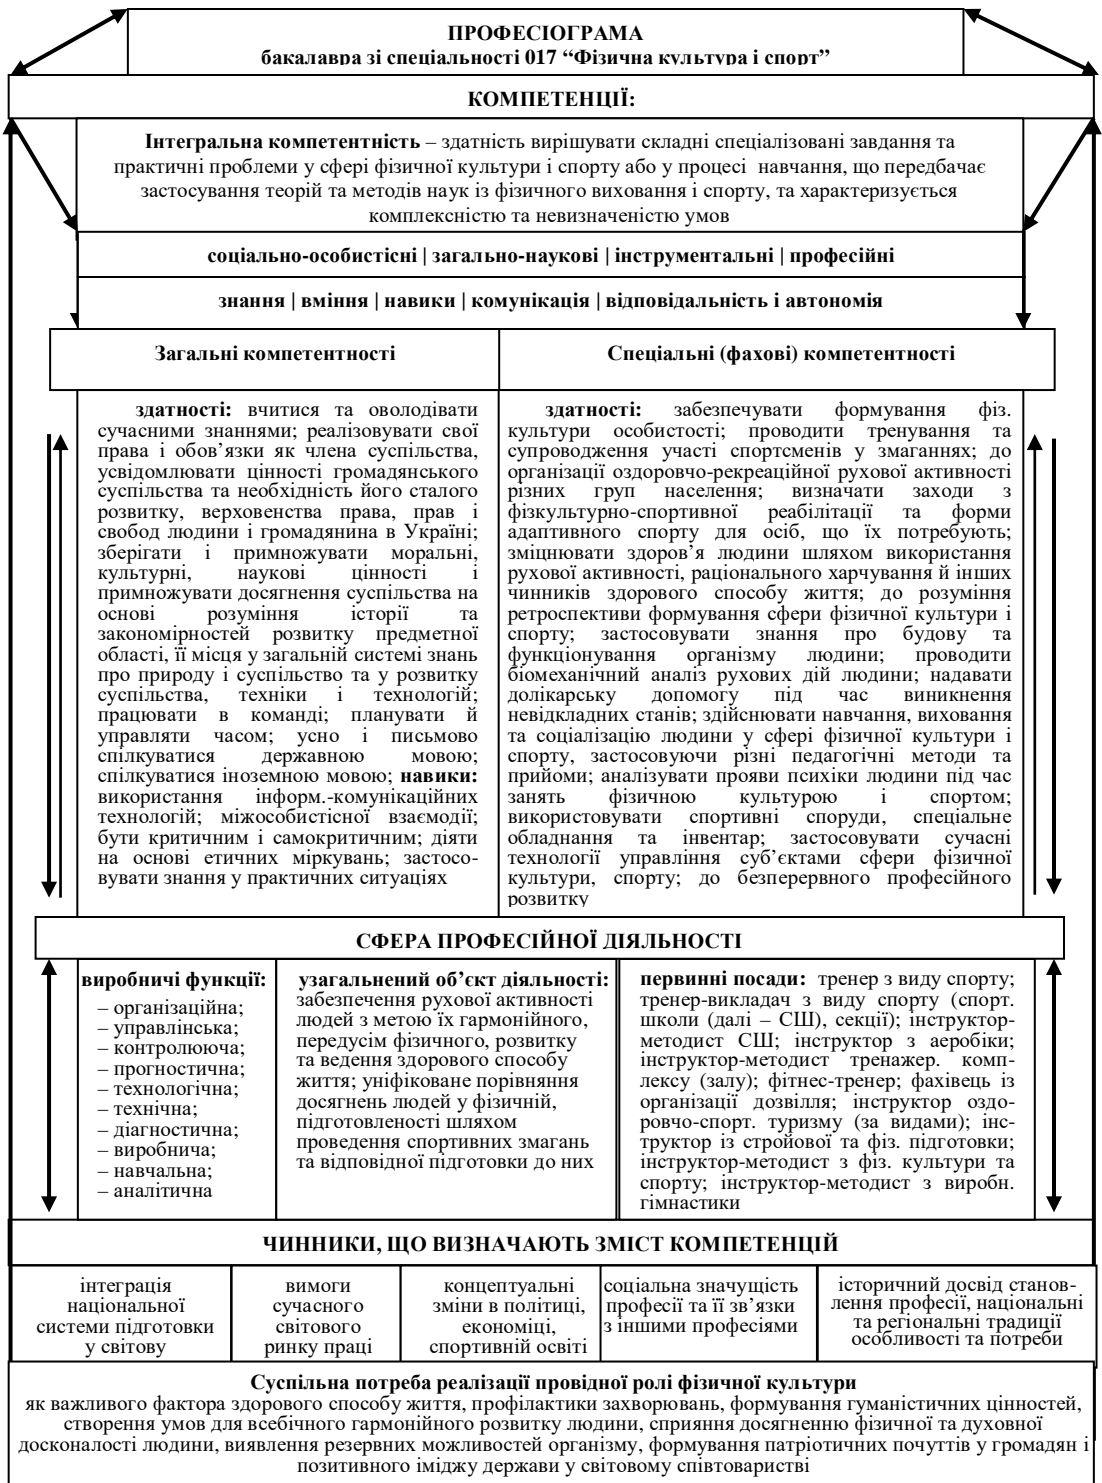 ПРОФЕСІОГРАМА
бакалавра зі спеціальності 017 “Фізична культура і спорт”
КОМПЕТЕНЦІЇ:
Інтегральна компетентність – здатність вирішувати складні спеціалізовані завдання та
практичні проблеми у сфері фізичної культури і спорту або у процесі навчання, що передбачає
застосування теорій та методів наук із фізичного виховання і спорту, та характеризується
комплексністю та невизначеністю умов
соціально-особистісні | загально-наукові | інструментальні | професійні
знання | вміння | навики | комунікація | відповідальність і автономія
Загальні компетентності
здатності: вчитися та оволодівати
сучасними знаннями; реалізовувати свої
права і обов’язки як члена суспільства,
усвідомлювати цінності громадянського
суспільства та необхідність його сталого
розвитку, верховенства права, прав і
свобод людини і громадянина в Україні;
зберігати і примножувати моральні,
культурні, наукові цінності і
примножувати досягнення суспільства на
основі розуміння історії та
закономірностей розвитку предметної
області, її місця у загальній системі знань
про природу і суспільство та у розвитку
суспільства, техніки і технологій;
працювати в команді; планувати й
управляти часом; усно і письмово
спілкуватися державною мовою;
спілкуватися іноземною мовою; навики:
використання інформ.-комунікаційних
технологій; міжособистісної взаємодії;
бути критичним і самокритичним; діяти
на основі етичних міркувань; застосо-
вувати знання у практичних ситуаціях
Спеціальні (фахові) компетентності
здатності: забезпечувати формування фіз.
культури особистості; проводити тренування та
супроводження участі спортсменів у змаганнях; до
організації оздоровчо-рекреаційної рухової активності
різних груп населення; визначати заходи з
фізкультурно-спортивної реабілітації та форми
адаптивного спорту для осіб, що їх потребують;
зміцнювати здоров’я людини шляхом використання
рухової активності, раціонального харчування й інших
чинників здорового способу життя; до розуміння
ретроспективи формування сфери фізичної культури і
спорту; застосовувати знання про будову та
функціонування організму людини; проводити
біомеханічний аналіз рухових дій людини; надавати
долікарську допомогу під час виникнення
невідкладних станів; здійснювати навчання, виховання
та соціалізацію людини у сфері фізичної культури і
спорту, застосовуючи різні педагогічні методи та
прийоми; аналізувати прояви психіки людини під час
занять фізичною культурою і спортом;
використовувати спортивні споруди, спеціальне
обладнання та інвентар; застосовувати сучасні
технології управління суб’єктами сфери фізичної
культури, спорту; до безперервного професійного
розвитку
СФЕРА ПРОФЕСІЙНОЇ ДІЯЛЬНОСТІ
виробничі функції:
– організаційна;
– управлінська;
– контролююча;
– прогностична;
– технологічна;
– технічна;
– діагностична;
– виробнича;
– навчальна;
– аналітична
узагальнений об’єкт діяльності:
забезпечення рухової активності
людей з метою їх гармонійного,
передусім фізичного, розвитку
та ведення здорового способу
життя; уніфіковане порівняння
досягнень людей у фізичній,
підготовленості шляхом
проведення спортивних змагань
та відповідної підготовки до них
первинні посади: тренер з виду спорту;
тренер-викладач з виду спорту (спорт.
школи (далі – СШ), секції); інструктор-
методист СШ; інструктор з аеробіки;
інструктор-методист тренажер. комп-
лексу (залу); фітнес-тренер; фахівець із
організації дозвілля; інструктор оздо-
ровчо-спорт. туризму (за видами); інс-
труктор із стройової та фіз. підготовки;
інструктор-методист з фіз. культури та
спорту; інструктор-методист з виробн.
гімнастики
ЧИННИКИ, ЩО ВИЗНАЧАЮТЬ ЗМІСТ КОМПЕТЕНЦІЙ
інтеграція
національної
системи підготовки
у світову
вимоги
сучасного
світового
ринку праці
концептуальні
зміни в політиці,
економіці,
спортивній освіті
соціальна значущість
професії та її зв’язки
з іншими професіями
історичний досвід станов-
лення професії, національні
та регіональні традиції
особливості та потреби
Суспільна потреба реалізації провідної ролі фізичної культури
як важливого фактора здорового способу життя, профілактики захворювань, формування гуманістичних цінностей,
створення умов для всебічного гармонійного розвитку людини, сприяння досягненню фізичної та духовної
досконалості людини, виявлення резервних можливостей організму, формування патріотичних почуттів у громадян і
позитивного іміджу держави у світовому співтоваристві